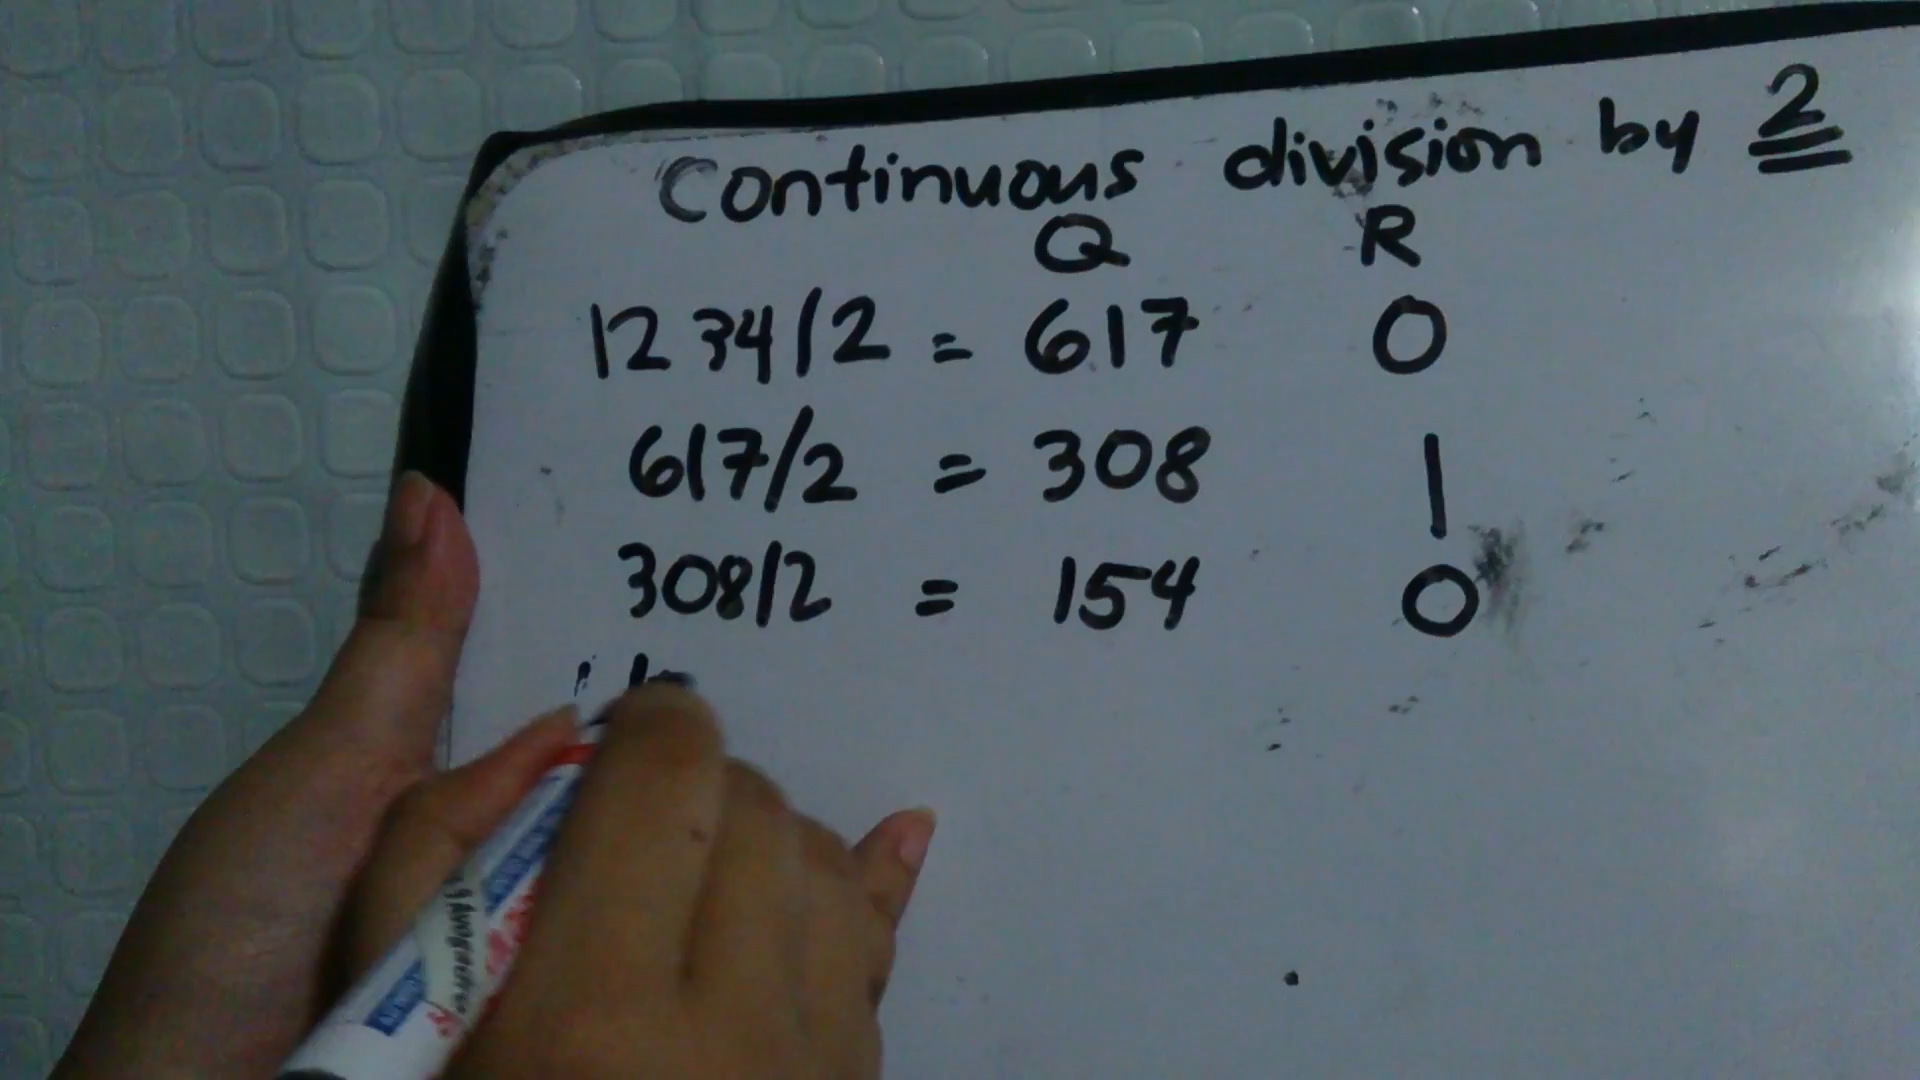 Continuous division by 2
Q R
1234/2 = 617 0
617/2 = 308 1
308/2 = 154 0